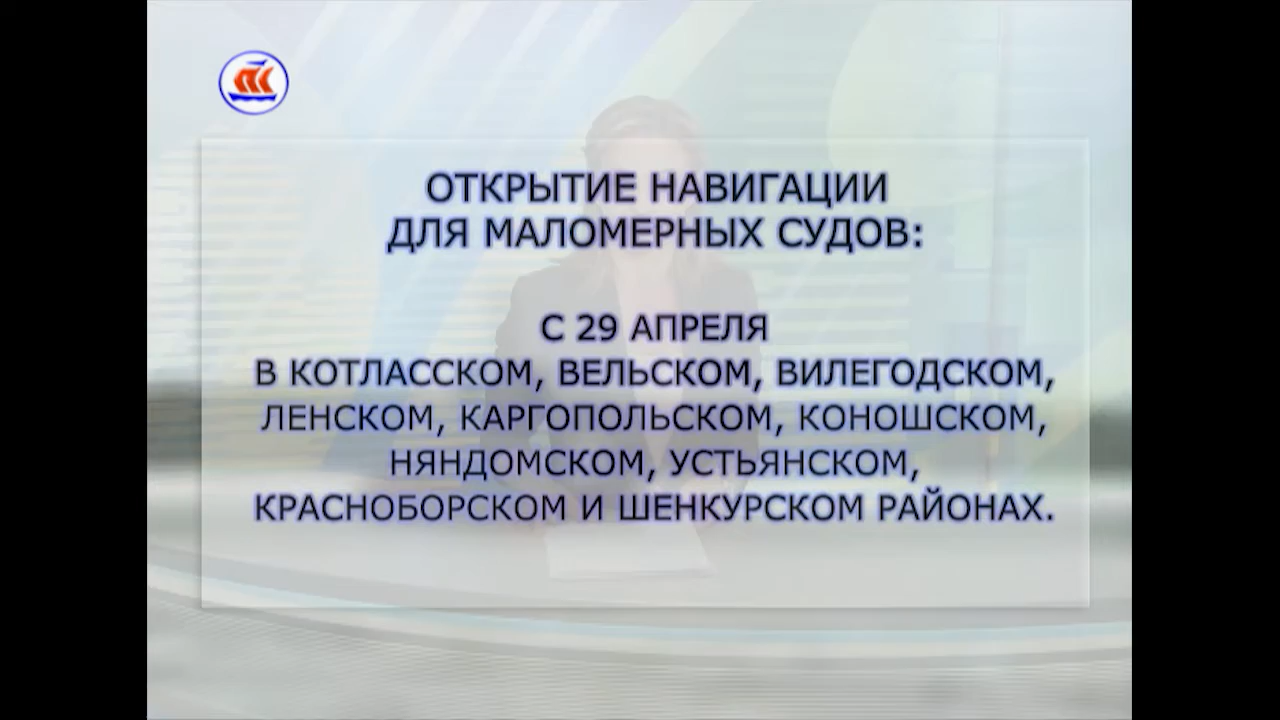 ОТКРЫТИЕ НАВИГАЦИИ
ДЛЯ МАЛОМЕРНЫХ СУДОВ:
С 29 АПРЕЛЯ
В КОТЛАССКОМ, ВЕЛЬСКОМ, ВИЛЕГОДСКОМ,
ЛЕНСКОМ, КАРГОПОЛЬСКОМ, КОНОШСКОМ,
НЯНДОМСКОМ, УСТЬЯНСКОМ,
КРАСНОБОРСКОМ И ШЕНКУРСКОМ РАЙОНАХ.